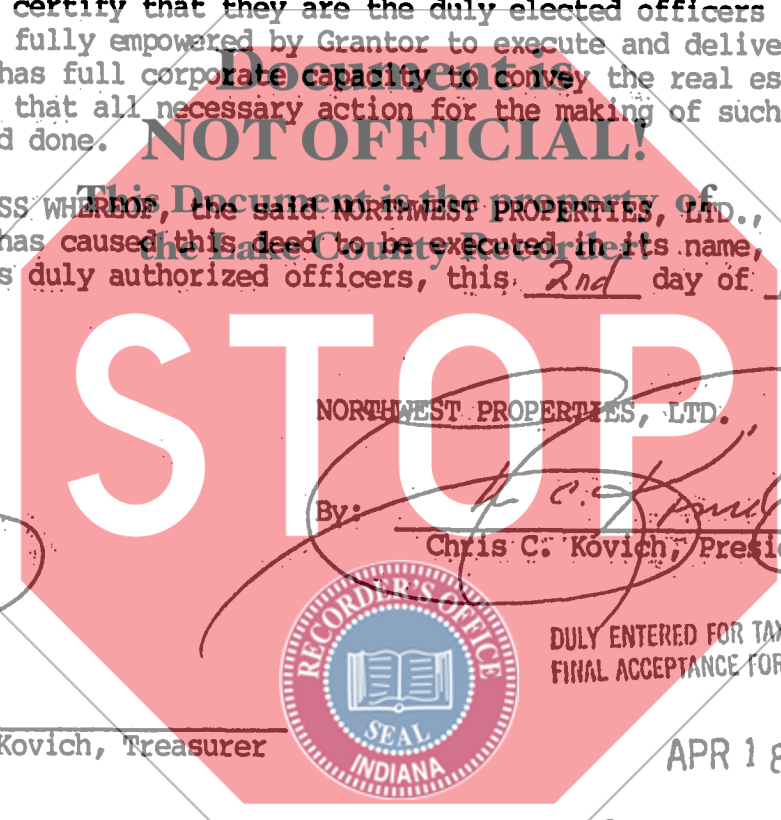 certify that they are the duly elected officers
fully empowered by Grantor to execute and delive
Document is
has full corporate capacity to convey the real es
that all necessary action for the making of such
d done.
NOT OFFICIAL!
This Document is the property of
SS WHEREOF, the said NORTHWEST PROPERTIES, LTD.,
the Lake County Recorder!
has caused this deed to be executed in its name,
s duly authorized officers, this 2nd day of
STOP
NORTHWEST PROPERTIES, LTD.
By:
Chris C. Kovich, Presi
RECORDER'S OFFICE
SEAL
INDIANA
DULY ENTERED FOR TAX
FINAL ACCEPTANCE FOR
Kovich, Treasurer
APR 18